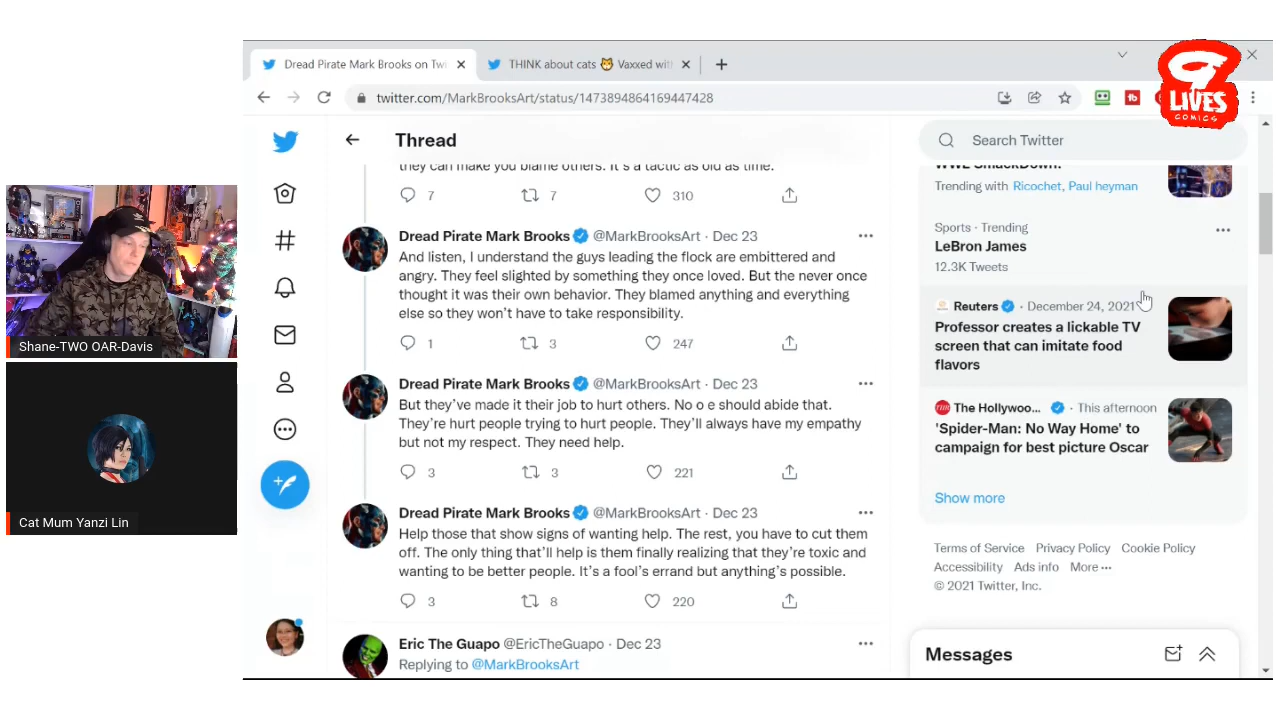 Dread Pirate Mark Brooks on Twi
THINK about cats 😼 Vaxxed wit
twitter.com/MarkBrooksArt/status/1473894864169447428
9
LIVES
COMICS
Thread
Search Twitter
they can make you blame others. It's a tactic as old as time.
7 7 310
Dread Pirate Mark Brooks @MarkBrooksArt · Dec 23
And listen, I understand the guys leading the flock are embittered and
angry. They feel slighted by something they once loved. But the never once
thought it was their own behavior. They blamed anything and everything
else so they won't have to take responsibility.
1 3 247
Dread Pirate Mark Brooks @MarkBrooksArt · Dec 23
But they've made it their job to hurt others. No o e should abide that.
They're hurt people trying to hurt people. They'll always have my empathy
but not my respect. They need help.
3 3 221
Dread Pirate Mark Brooks @MarkBrooksArt · Dec 23
Help those that show signs of wanting help. The rest, you have to cut them
off. The only thing that'll help is them finally realizing that they're toxic and
wanting to be better people. It's a fool's errand but anything's possible.
3 8 220
Eric The Guapo @EricTheGuapo · Dec 23
Replying to @MarkBrooksArt
WWE SmackDown!
Trending with Ricochet, Paul heyman
Sports · Trending
LeBron James
12.3K Tweets
Reuters · December 24, 2021
Professor creates a lickable TV
screen that can imitate food
flavors
The Hollywoo... · This afternoon
'Spider-Man: No Way Home' to
campaign for best picture Oscar
Show more
Terms of Service Privacy Policy Cookie Policy
Accessibility Ads info More
© 2021 Twitter, Inc.
Messages
Shane-TWO OAR-Davis
Cat Mum Yanzi Lin